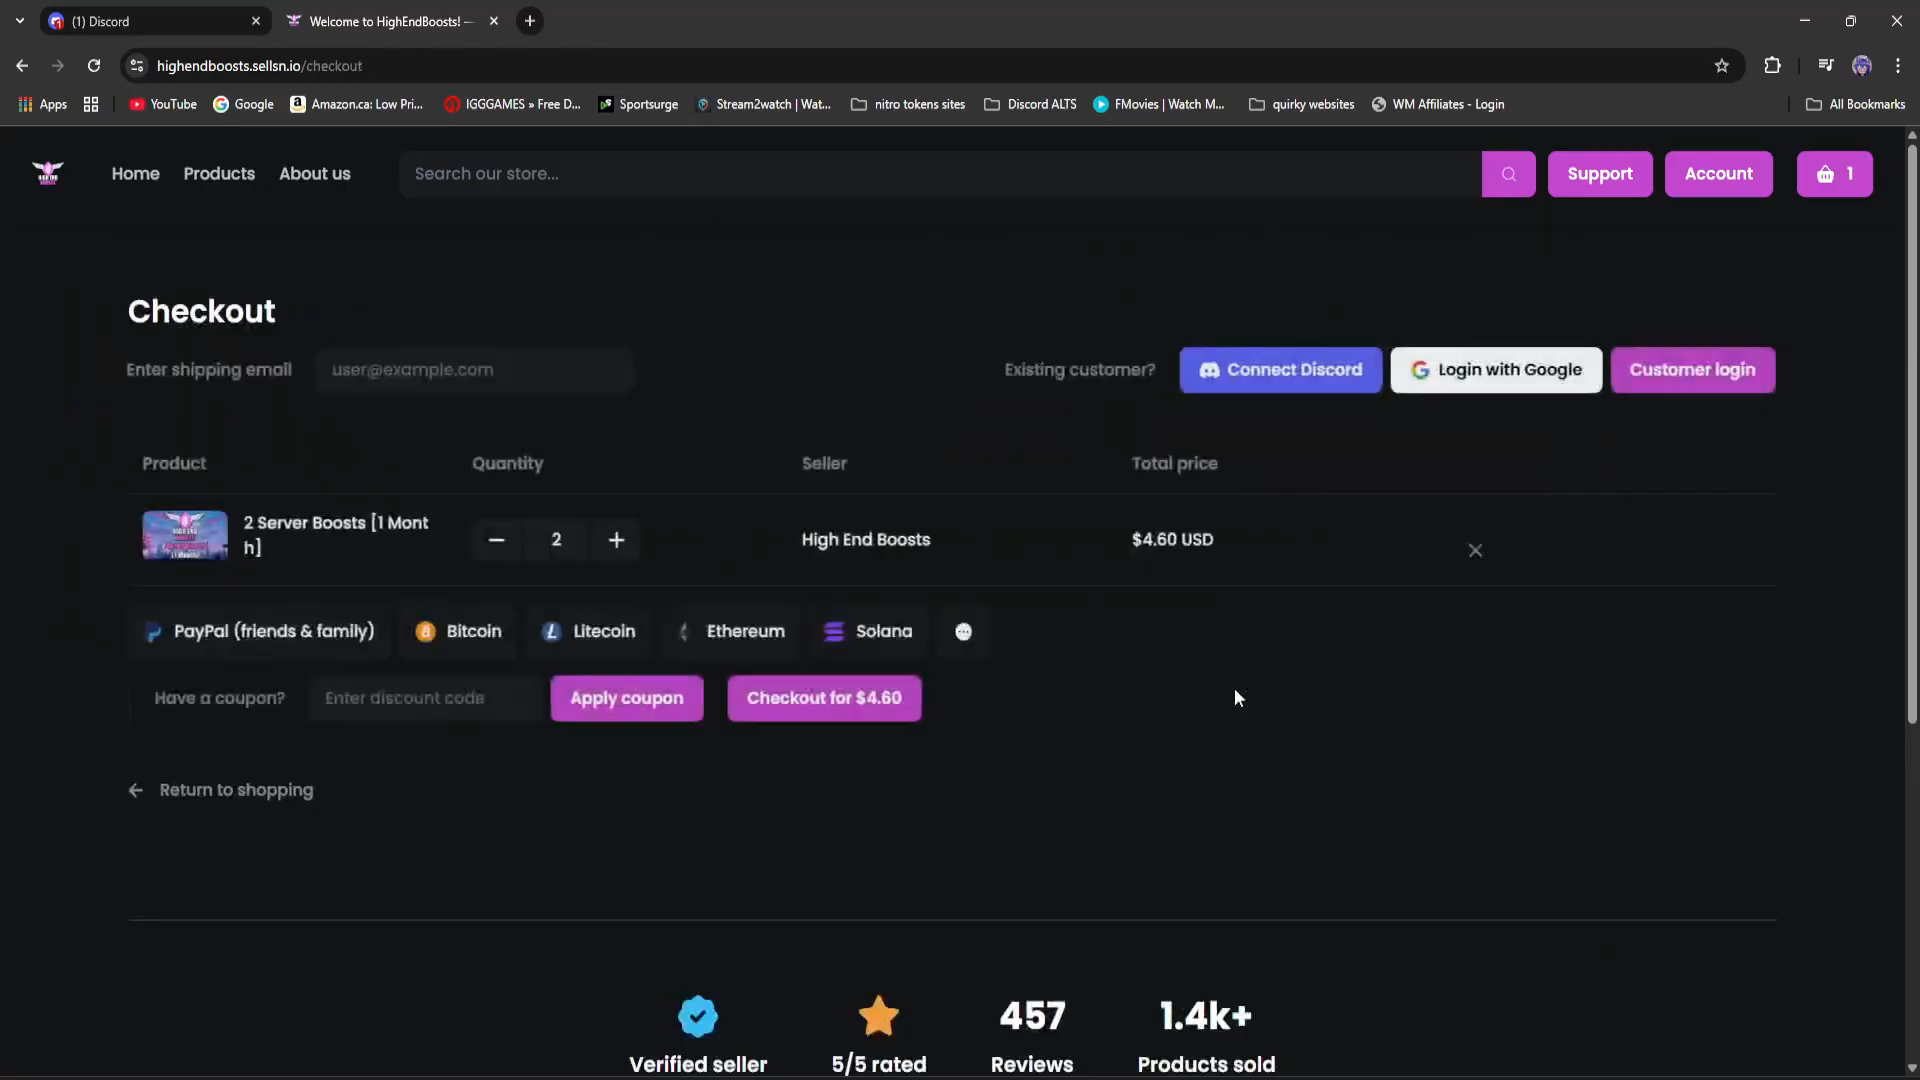 (1) Discord
Welcome to HighEndBoosts! —
highendboosts.sellsn.io/checkout
Apps
YouTube
Google
Amazon.ca: Low Pri...
IGGGAMES » Free D...
Sportsurge
Stream2watch | Wat...
nitro tokens sites
Discord ALTS
FMovies | Watch M...
quirky websites
WM Affiliates - Login
All Bookmarks
Home
Products
About us
Search our store...
Support
Account
1
Checkout
Enter shipping email
user@example.com
Existing customer?
Connect Discord
Login with Google
Customer login
Product
Quantity
Seller
Total price
2 Server Boosts [1 Mont
h]
2
High End Boosts
$4.60 USD
PayPal (friends & family)
Bitcoin
Litecoin
Ethereum
Solana
Have a coupon?
Enter discount code
Apply coupon
Checkout for $4.60
Return to shopping
457
1.4k+
Verified seller
5/5 rated
Reviews
Products sold